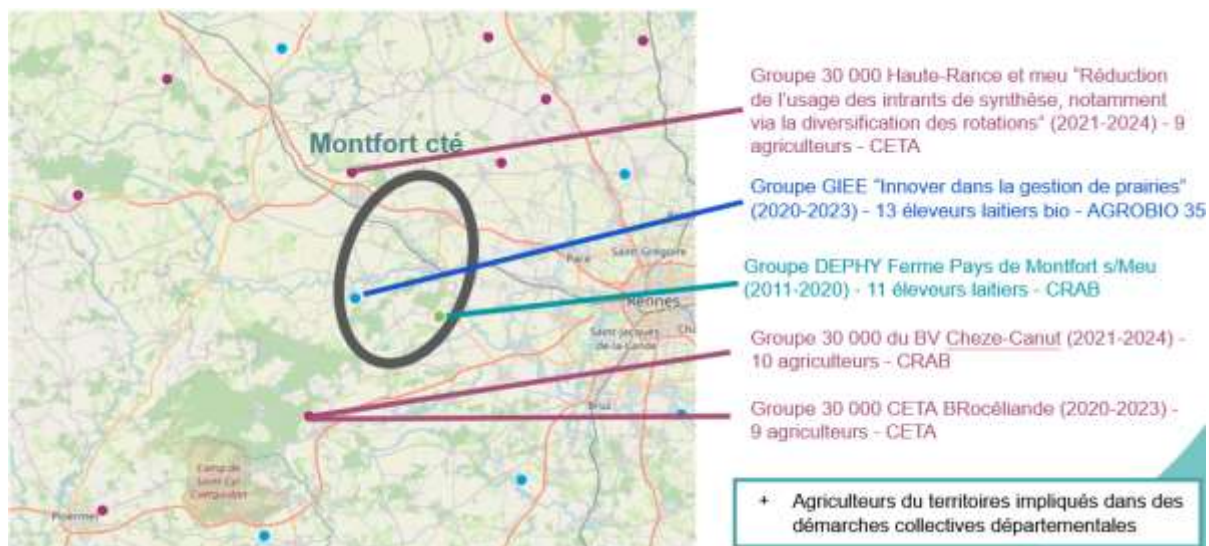 Montfort cté
Pacé
Saint-Grégoire
Rennes
Saint-Jacques-
de-la-Lande
Bruz
Camp de
Saint-Cyr
Coëtquidan
Ploërmel
Groupe 30 000 Haute-Rance et meu "Réduction
de l'usage des intrants de synthèse, notamment
via la diversification des rotations" (2021-2024) - 9
agriculteurs - CETA
Groupe GIEE "Innover dans la gestion de prairies"
(2020-2023) - 13 éleveurs laitiers bio - AGROBIO 35
Groupe DEPHY Ferme Pays de Montfort s/Meu
(2011-2020) - 11 éleveurs laitiers - CRAB
Groupe 30 000 du BV Cheze-Canut (2021-2024) -
10 agriculteurs - CRAB
Groupe 30 000 CETA BRocéliande (2020-2023) -
9 agriculteurs - CETA
+ Agriculteurs du territoires impliqués dans des
démarches collectives départementales